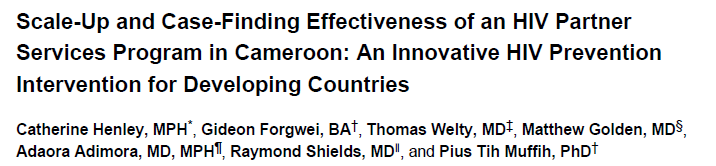 Scale-Up and Case-Finding Effectiveness of an HIV Partner
Services Program in Cameroon: An Innovative HIV Prevention
Intervention for Developing Countries
Catherine Henley, MPH*, Gideon Forgwei, BA†, Thomas Welty, MD‡, Matthew Golden, MD§,
Adaora Adimora, MD, MPH¶, Raymond Shields, MD‖, and Pius Tih Muffih, PhD†